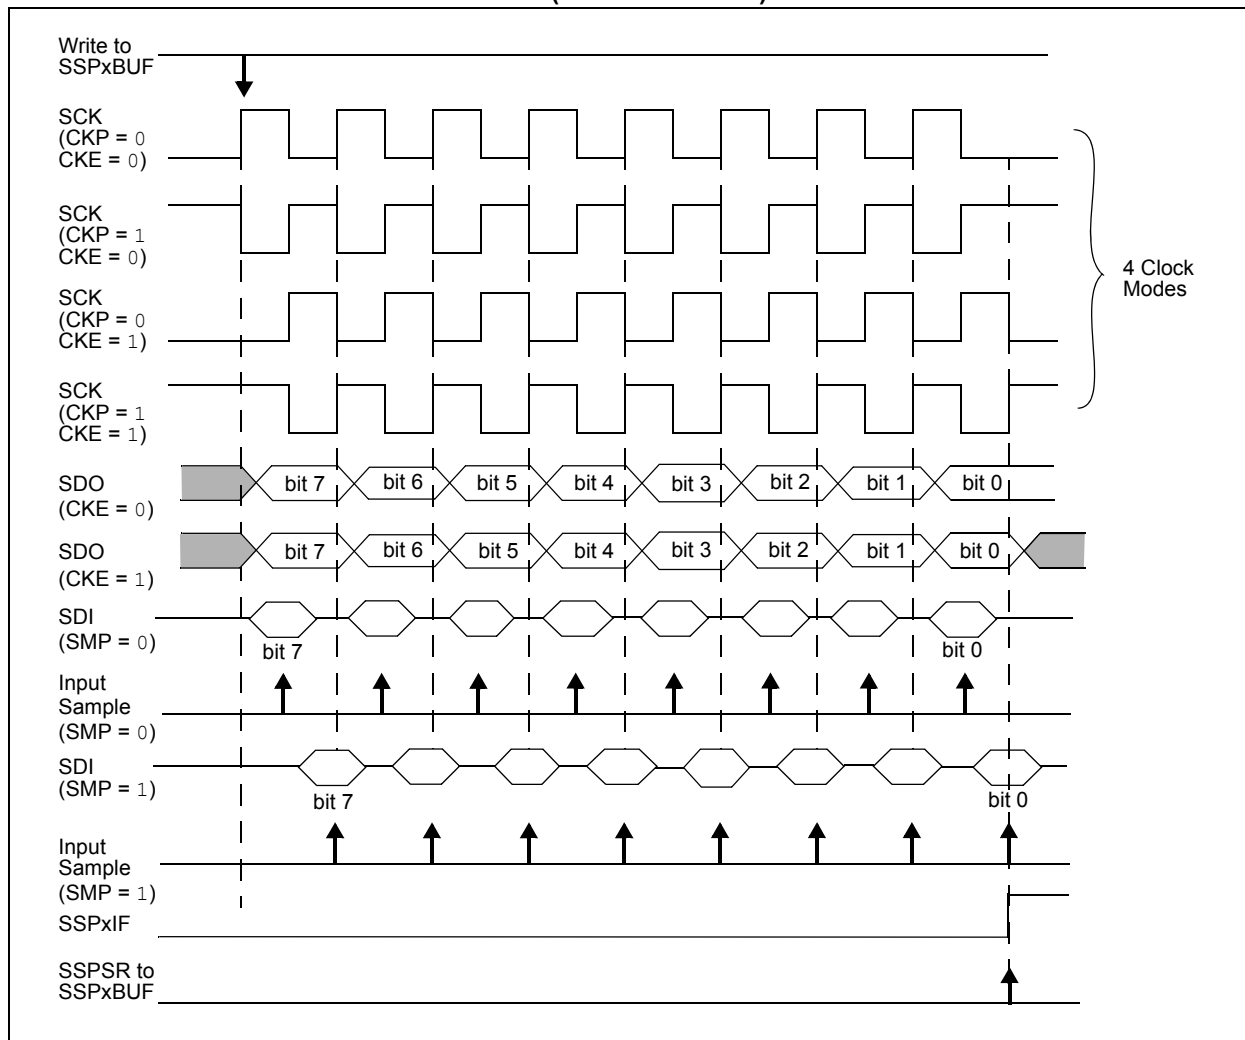 Write to
SSPxBUF
SCK
(CKP = 0
CKE = 0)
SCK
(CKP = 1
CKE = 0)
SCK
(CKP = 0
CKE = 1)
SCK
(CKP = 1
CKE = 1)
4 Clock
Modes
SDO
(CKE = 0)
bit 7 bit 6 bit 5 bit 4 bit 3 bit 2 bit 1 bit 0
SDO
(CKE = 1)
bit 7 bit 6 bit 5 bit 4 bit 3 bit 2 bit 1 bit 0
SDI
(SMP = 0)
bit 7 bit 0
Input
Sample
(SMP = 0)
SDI
(SMP = 1)
bit 7 bit 0
Input
Sample
(SMP = 1)
SSPxIF
SSPSR to
SSPxBUF